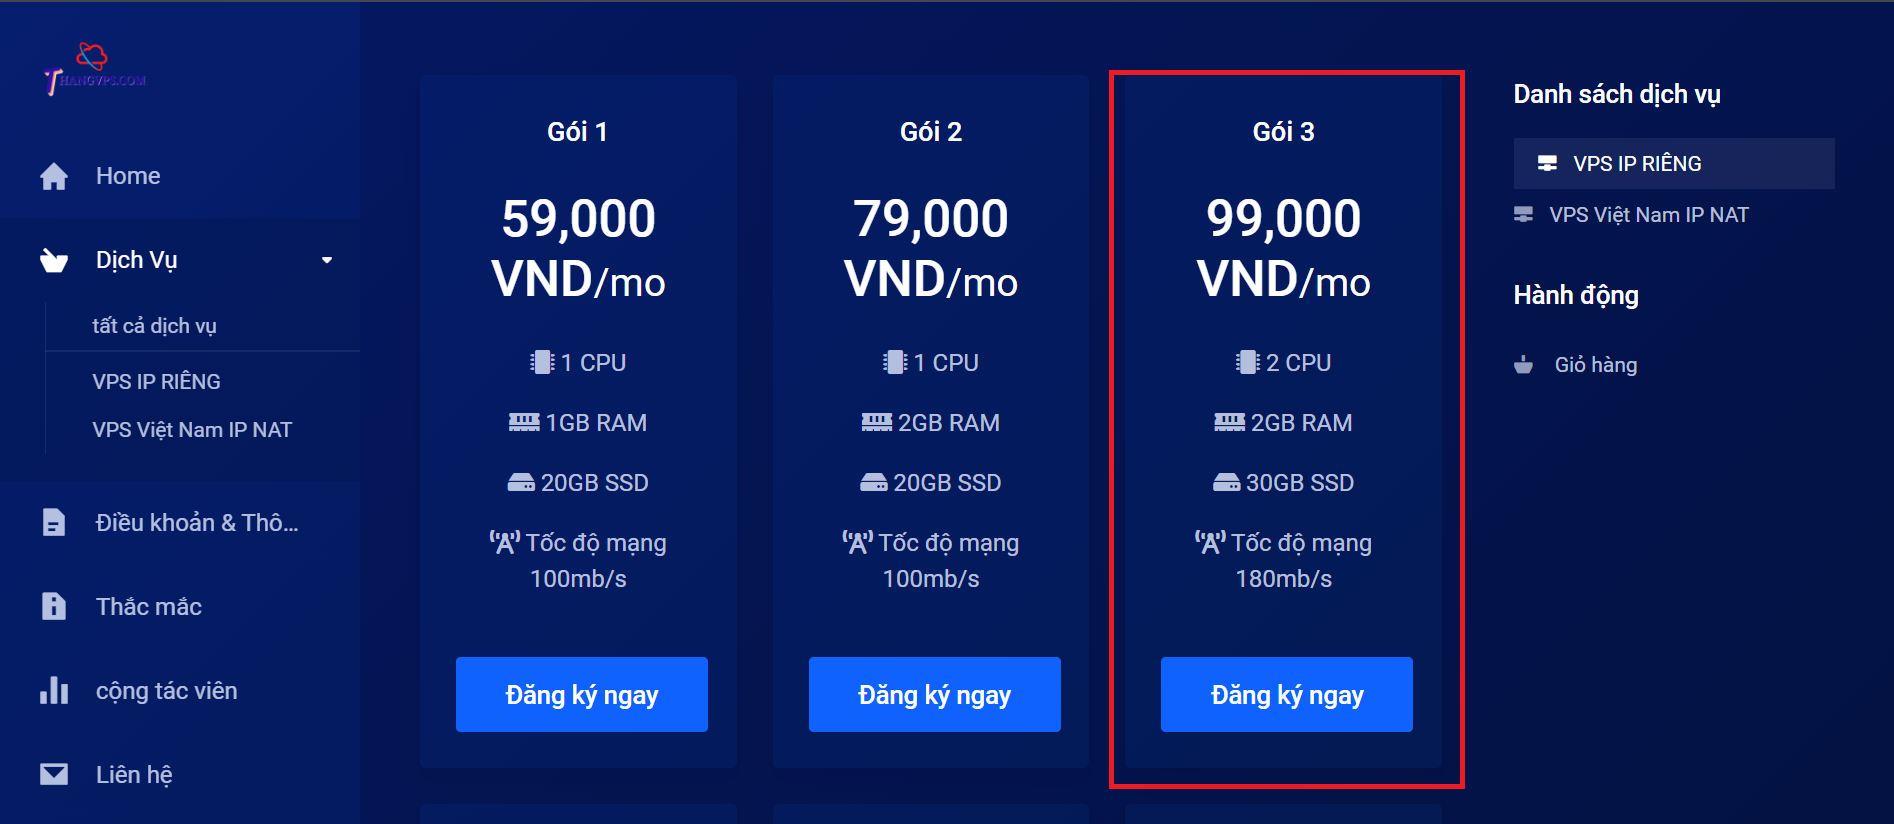 THANGVPS.COM
Home
Dịch Vụ
tất cả dịch vụ
VPS IP RIÊNG
VPS Việt Nam IP NAT
Điều khoản & Thô...
Thắc mắc
cộng tác viên
Liên hệ
Gói 1
59,000
VND/mo
1 CPU
1GB RAM
20GB SSD
Tốc độ mạng
100mb/s
Đăng ký ngay
Gói 2
79,000
VND/mo
1 CPU
2GB RAM
20GB SSD
Tốc độ mạng
100mb/s
Đăng ký ngay
Gói 3
99,000
VND/mo
2 CPU
2GB RAM
30GB SSD
Tốc độ mạng
180mb/s
Đăng ký ngay
Danh sách dịch vụ
VPS IP RIÊNG
VPS Việt Nam IP NAT
Hành động
Giỏ hàng